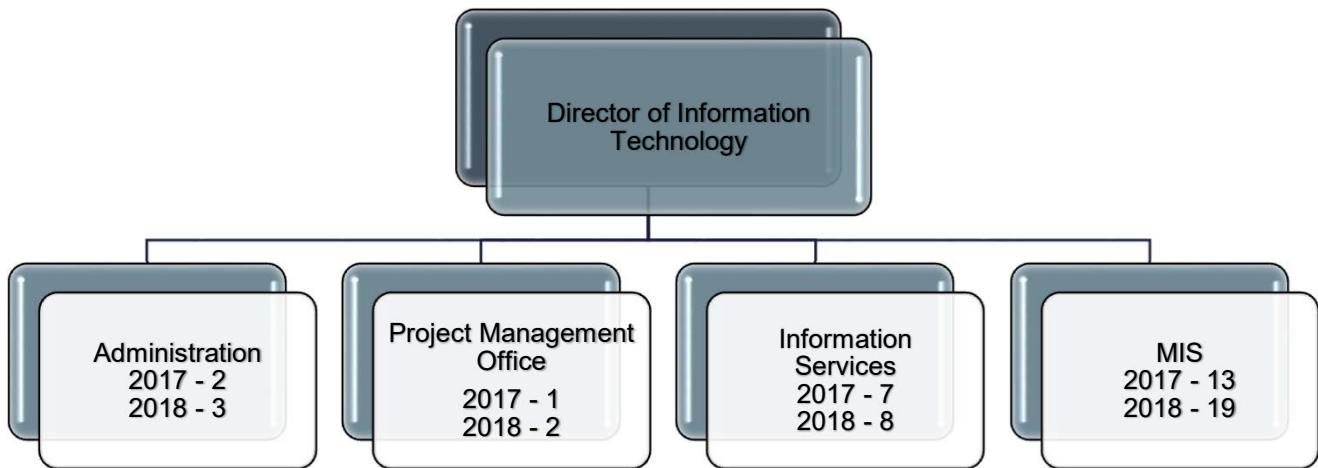 Director of Information
Technology
Administration
2017 - 2
2018 - 3
Project Management
Office
2017 - 1
2018 - 2
Information
Services
2017 - 7
2018 - 8
MIS
2017 - 13
2018 - 19